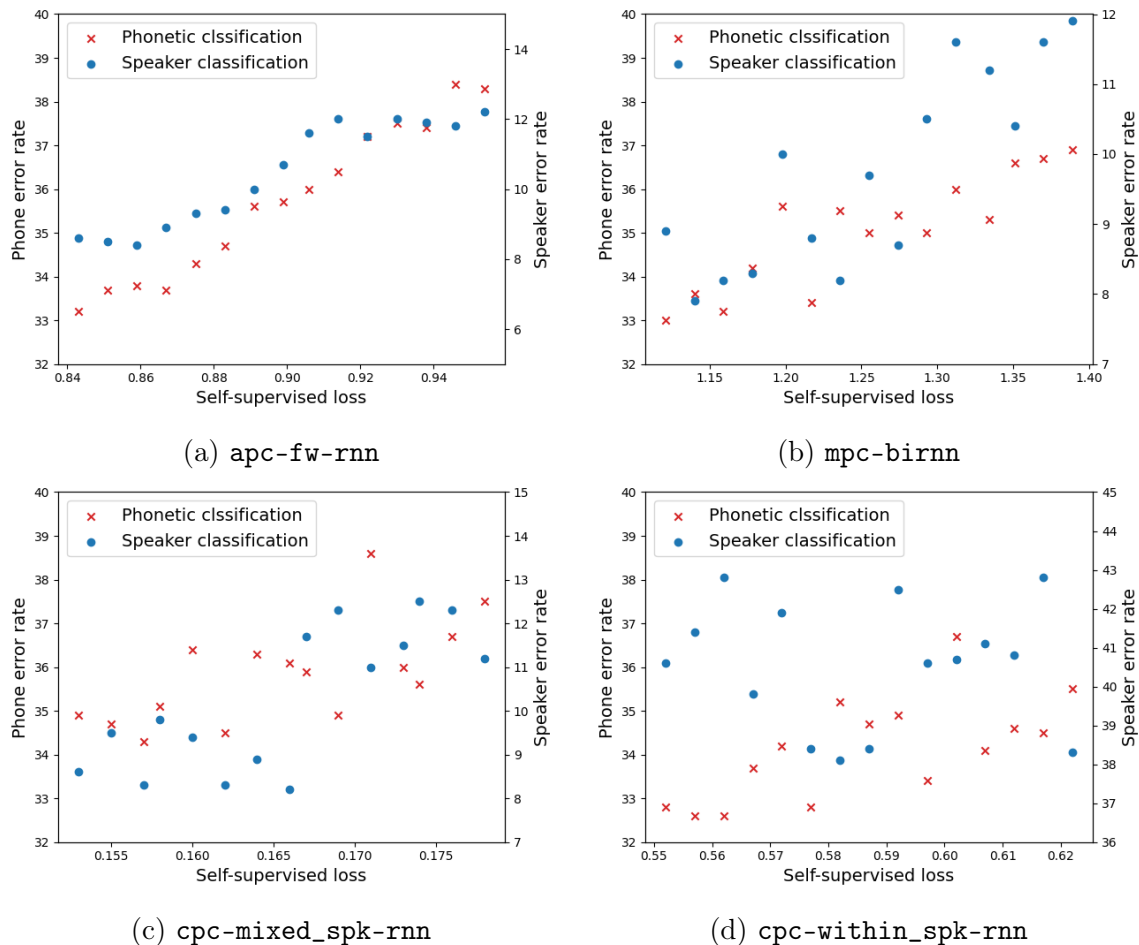 40
39
38
37
36
35
34
33
32
Phone error rate
Phonetic clssification
Speaker classification
14
12
10
8
6
Speaker error rate
0.84 0.86 0.88 0.90 0.92 0.94
Self-supervised loss
(a) apc-fw-rnn
40
39
38
37
36
35
34
33
32
Phone error rate
Phonetic clssification
Speaker classification
12
11
10
9
8
7
Speaker error rate
1.15 1.20 1.25 1.30 1.35 1.40
Self-supervised loss
(b) mpc-birnn
40
39
38
37
36
35
34
33
32
Phone error rate
Phonetic clssification
Speaker classification
15
14
13
12
11
10
9
8
7
Speaker error rate
0.155 0.160 0.165 0.170 0.175
Self-supervised loss
(c) cpc-mixed_spk-rnn
40
39
38
37
36
35
34
33
32
Phone error rate
Phonetic clssification
Speaker classification
45
44
43
42
41
40
39
38
37
36
Speaker error rate
0.55 0.56 0.57 0.58 0.59 0.60 0.61 0.62
Self-supervised loss
(d) cpc-within_spk-rnn